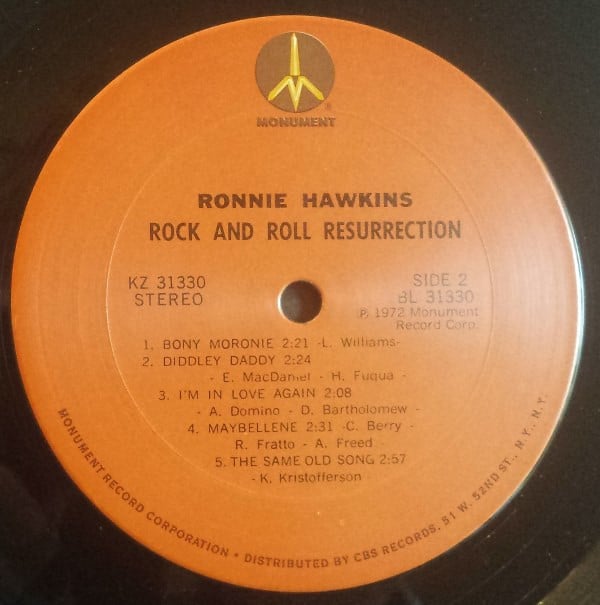 MONUMENT
®
RONNIE HAWKINS
ROCK AND ROLL RESURRECTION
KZ 31330
STEREO
SIDE 2
BL 31330
℗ 1972 Monument
Record Corp.
1. BONY MORONIE 2:21 -L. Williams-
2. DIDDLEY DADDY 2:24
- E. MacDaniel - H. Fuqua -
3. I'M IN LOVE AGAIN 2:08
- A. Domino - D. Bartholomew -
4. MAYBELLENE 2:31 -C. Berry -
R. Fratto - A. Freed -
5. THE SAME OLD SONG 2:57
- K. Kristofferson -
MONUMENT RECORD CORPORATION • DISTRIBUTED BY CBS RECORDS, 51 W. 52ND ST., N.Y., N.Y.